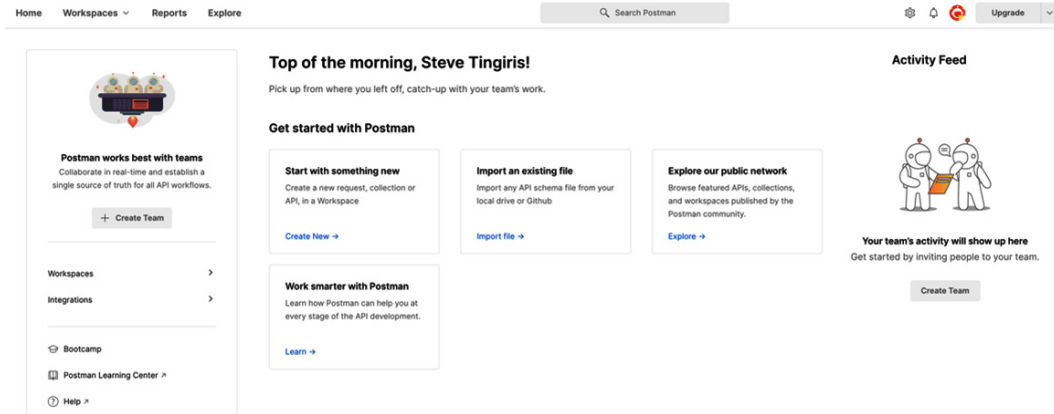 Home Workspaces Reports Explore Search Postman Upgrade
Postman works best with teams
Collaborate in real-time and establish a
single source of truth for all API workflows.
+ Create Team
Workspaces
Integrations
Bootcamp
Postman Learning Center ↗
Help ↗
Top of the morning, Steve Tingiris!
Pick up from where you left off, catch-up with your team's work.
Get started with Postman
Start with something new
Create a new request, collection or
API, in a Workspace
Create New →
Import an existing file
Import any API schema file from your
local drive or Github
Import file →
Explore our public network
Browse featured APIs, collections,
and workspaces published by the
Postman community.
Explore →
Work smarter with Postman
Learn how Postman can help you at
every stage of the API development.
Learn →
Activity Feed
Your team's activity will show up here
Get started by inviting people to your team.
Create Team